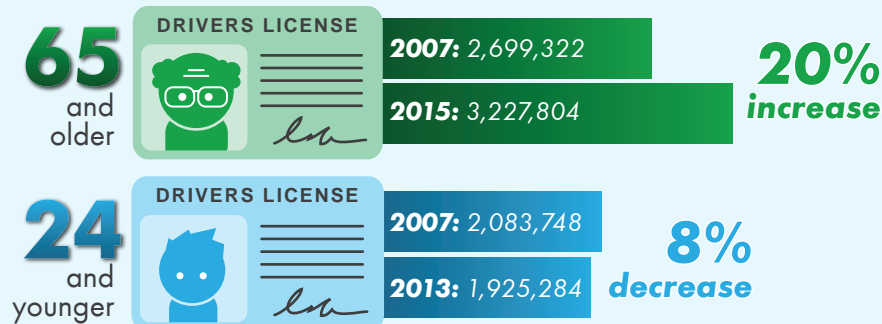 65
and
older
DRIVERS LICENSE
2007: 2,699,322
2015: 3,227,804
20%
increase
24
and
younger
DRIVERS LICENSE
2007: 2,083,748
2013: 1,925,284
8%
decrease